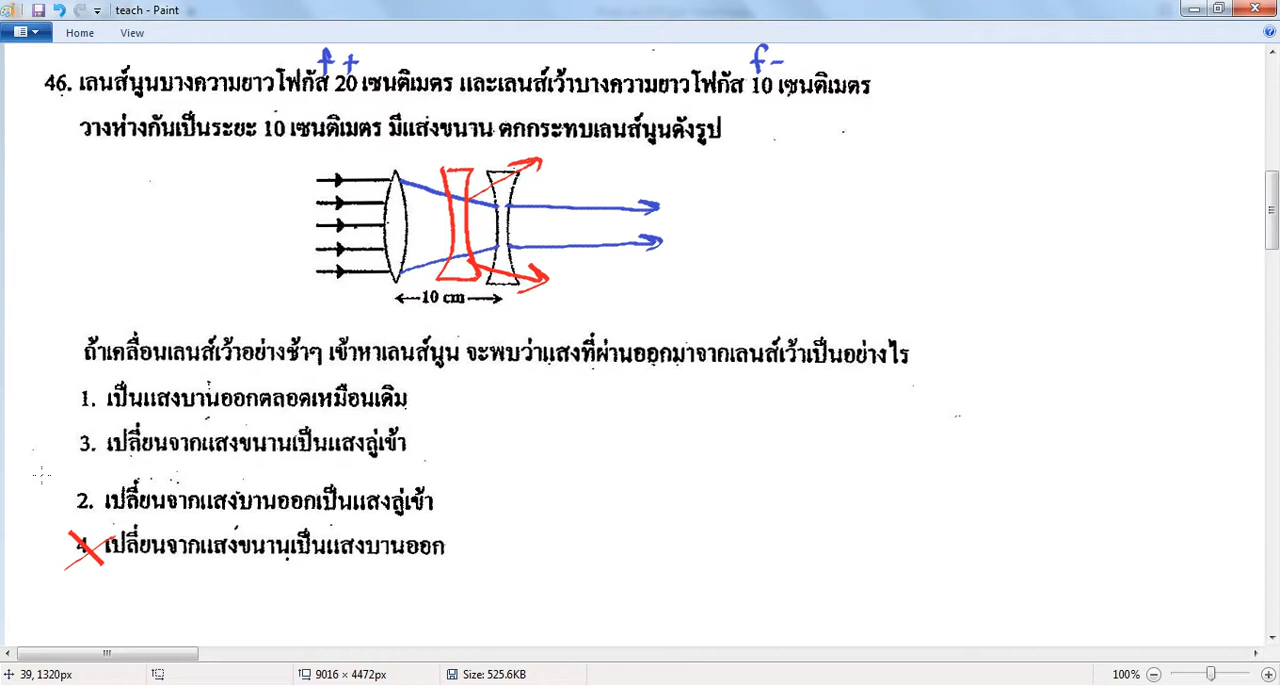 teach - Paint
Home View
f + f -
46. เลนส์นูนบางความยาวโฟกัส 20 เซนติเมตร และเลนส์เว้าบางความยาวโฟกัส 10 เซนติเมตร
วางห่างกันเป็นระยะ 10 เซนติเมตร มีแสงขนาน ตกกระทบเลนส์นูนดังรูป
10 cm
ถ้าเคลื่อนเลนส์เว้าอย่างช้าๆ เข้าหาเลนส์นูน จะพบว่าแสงที่ผ่านออกมาจากเลนส์เว้าเป็นอย่างไร
1. เป็นแสงบานออกตลอดเหมือนเดิม
3. เปลี่ยนจากแสงขนานเป็นแสงลู่เข้า
2. เปลี่ยนจากแสงบานออกเป็นแสงลู่เข้า
4. เปลี่ยนจากแสงขนานเป็นแสงบานออก
39, 1320px 9016 × 4472px Size: 525.6KB 100%